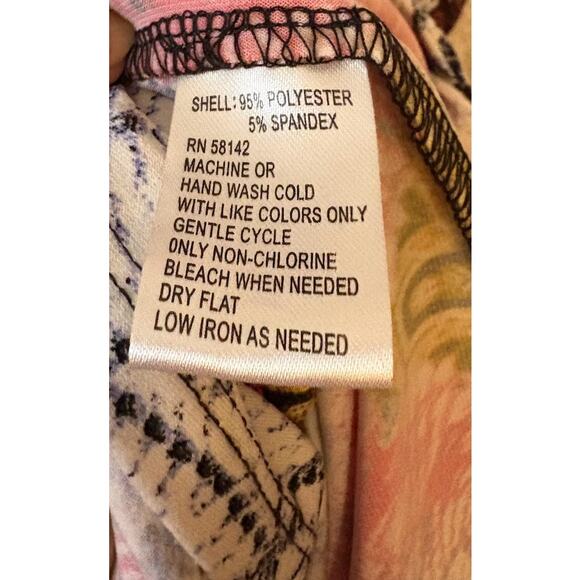 SHELL: 95% POLYESTER
5% SPANDEX
RN 58142
MACHINE OR
HAND WASH COLD
WITH LIKE COLORS ONLY
GENTLE CYCLE
ONLY NON-CHLORINE
BLEACH WHEN NEEDED
DRY FLAT
LOW IRON AS NEEDED